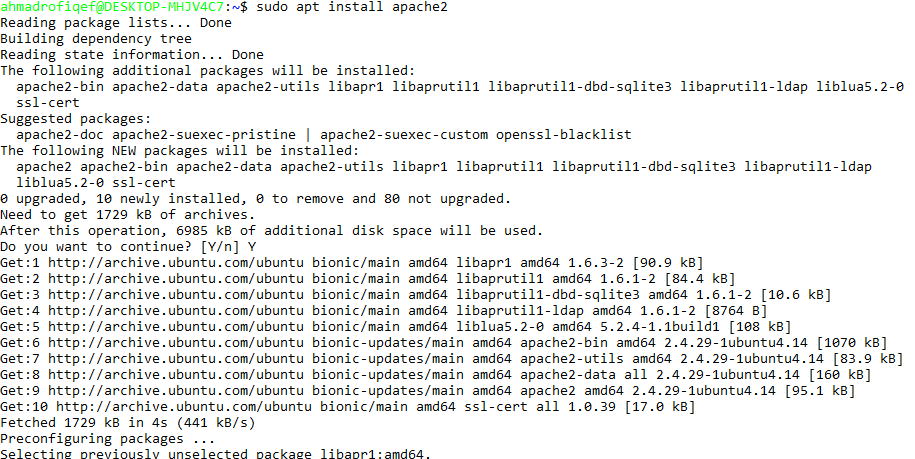 ahmadrofiqef@DESKTOP-MHJV4C7:~$ sudo apt install apache2
Reading package lists... Done
Building dependency tree
Reading state information... Done
The following additional packages will be installed:
  apache2-bin apache2-data apache2-utils libapr1 libaprutil1 libaprutil1-dbd-sqlite3 libaprutil1-ldap liblua5.2-0
  ssl-cert
Suggested packages:
  apache2-doc apache2-suexec-pristine | apache2-suexec-custom openssl-blacklist
The following NEW packages will be installed:
  apache2 apache2-bin apache2-data apache2-utils libapr1 libaprutil1 libaprutil1-dbd-sqlite3 libaprutil1-ldap
  liblua5.2-0 ssl-cert
0 upgraded, 10 newly installed, 0 to remove and 80 not upgraded.
Need to get 1729 kB of archives.
After this operation, 6985 kB of additional disk space will be used.
Do you want to continue? [Y/n] Y
Get:1 http://archive.ubuntu.com/ubuntu bionic/main amd64 libapr1 amd64 1.6.3-2 [90.9 kB]
Get:2 http://archive.ubuntu.com/ubuntu bionic/main amd64 libaprutil1 amd64 1.6.1-2 [84.4 kB]
Get:3 http://archive.ubuntu.com/ubuntu bionic/main amd64 libaprutil1-dbd-sqlite3 amd64 1.6.1-2 [10.6 kB]
Get:4 http://archive.ubuntu.com/ubuntu bionic/main amd64 libaprutil1-ldap amd64 1.6.1-2 [8764 B]
Get:5 http://archive.ubuntu.com/ubuntu bionic/main amd64 liblua5.2-0 amd64 5.2.4-1.1build1 [108 kB]
Get:6 http://archive.ubuntu.com/ubuntu bionic-updates/main amd64 apache2-bin amd64 2.4.29-1ubuntu4.14 [1070 kB]
Get:7 http://archive.ubuntu.com/ubuntu bionic-updates/main amd64 apache2-utils amd64 2.4.29-1ubuntu4.14 [83.9 kB]
Get:8 http://archive.ubuntu.com/ubuntu bionic-updates/main amd64 apache2-data all 2.4.29-1ubuntu4.14 [160 kB]
Get:9 http://archive.ubuntu.com/ubuntu bionic-updates/main amd64 apache2 amd64 2.4.29-1ubuntu4.14 [95.1 kB]
Get:10 http://archive.ubuntu.com/ubuntu bionic/main amd64 ssl-cert all 1.0.39 [17.0 kB]
Fetched 1729 kB in 4s (441 kB/s)
Preconfiguring packages ...
Selecting previously unselected package libapr1:amd64.